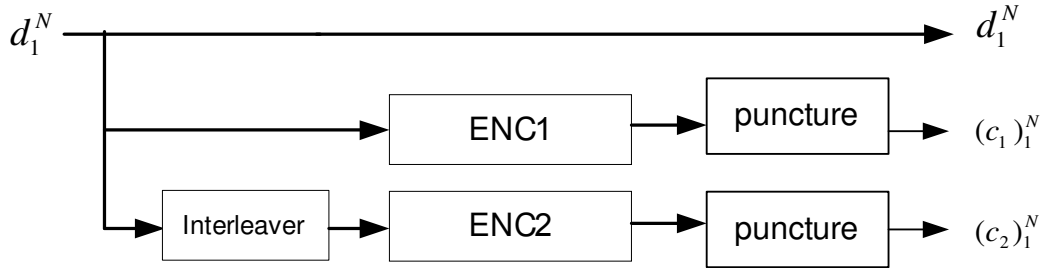 d_1^N d_1^N
ENC1 puncture (c_1)_1^N
Interleaver ENC2 puncture (c_2)_1^N